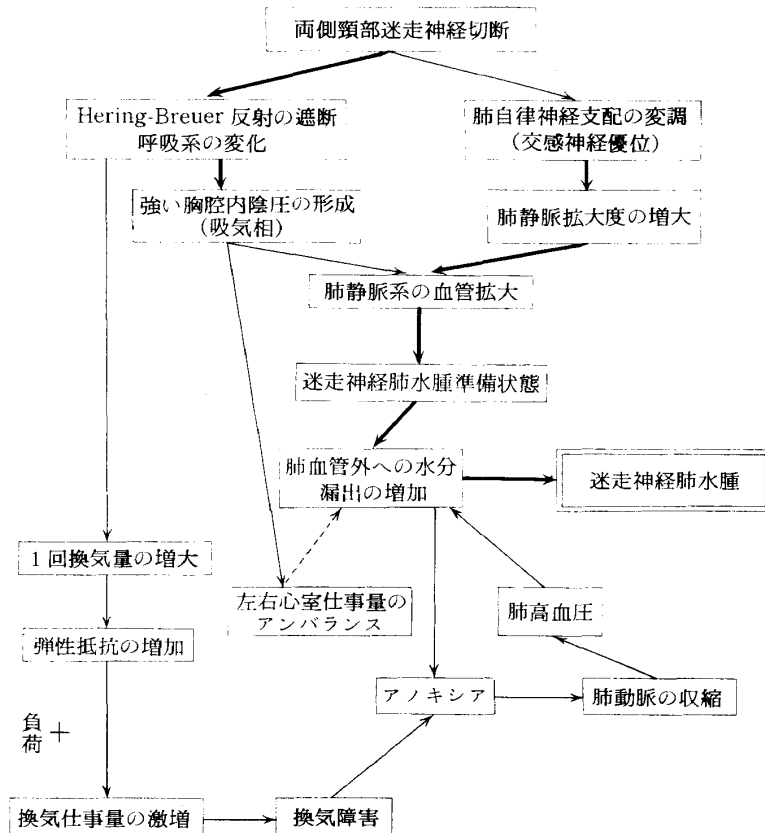 両側頸部迷走神経切断
Hering-Breuer 反射の遮断
呼吸系の変化
肺自律神経支配の変調
(交感神経優位)
強い胸腔内陰圧の形成
(吸気相)
肺静脈拡大度の増大
肺静脈系の血管拡大
迷走神経肺水腫準備状態
肺血管外への水分
漏出の増加
迷走神経肺水腫
1回換気量の増大
左右心室仕事量の
アンバランス
肺高血圧
弾性抵抗の増加
アノキシア
肺動脈の収縮
負荷 +
換気仕事量の激増
換気障害